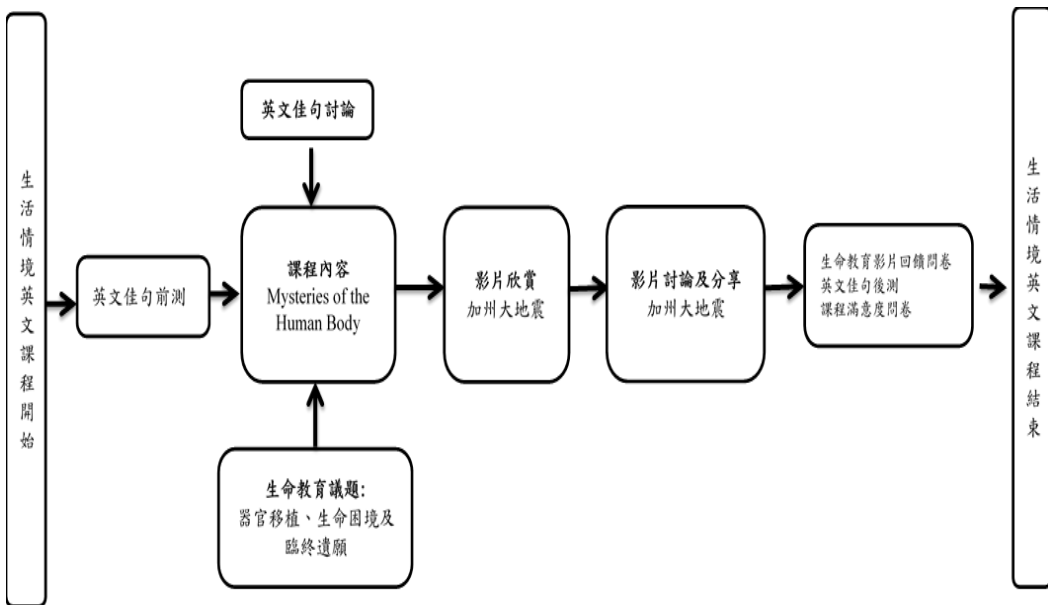 生活情境英文課程開始
英文佳句前測
英文佳句討論
課程內容
Mysteries of the
Human Body
生命教育議題:
器官移植、生命困境及
臨終遺願
影片欣賞
加州大地震
影片討論及分享
加州大地震
生命教育影片回饋問卷
英文佳句後測
課程滿意度問卷
生活情境英文課程結束